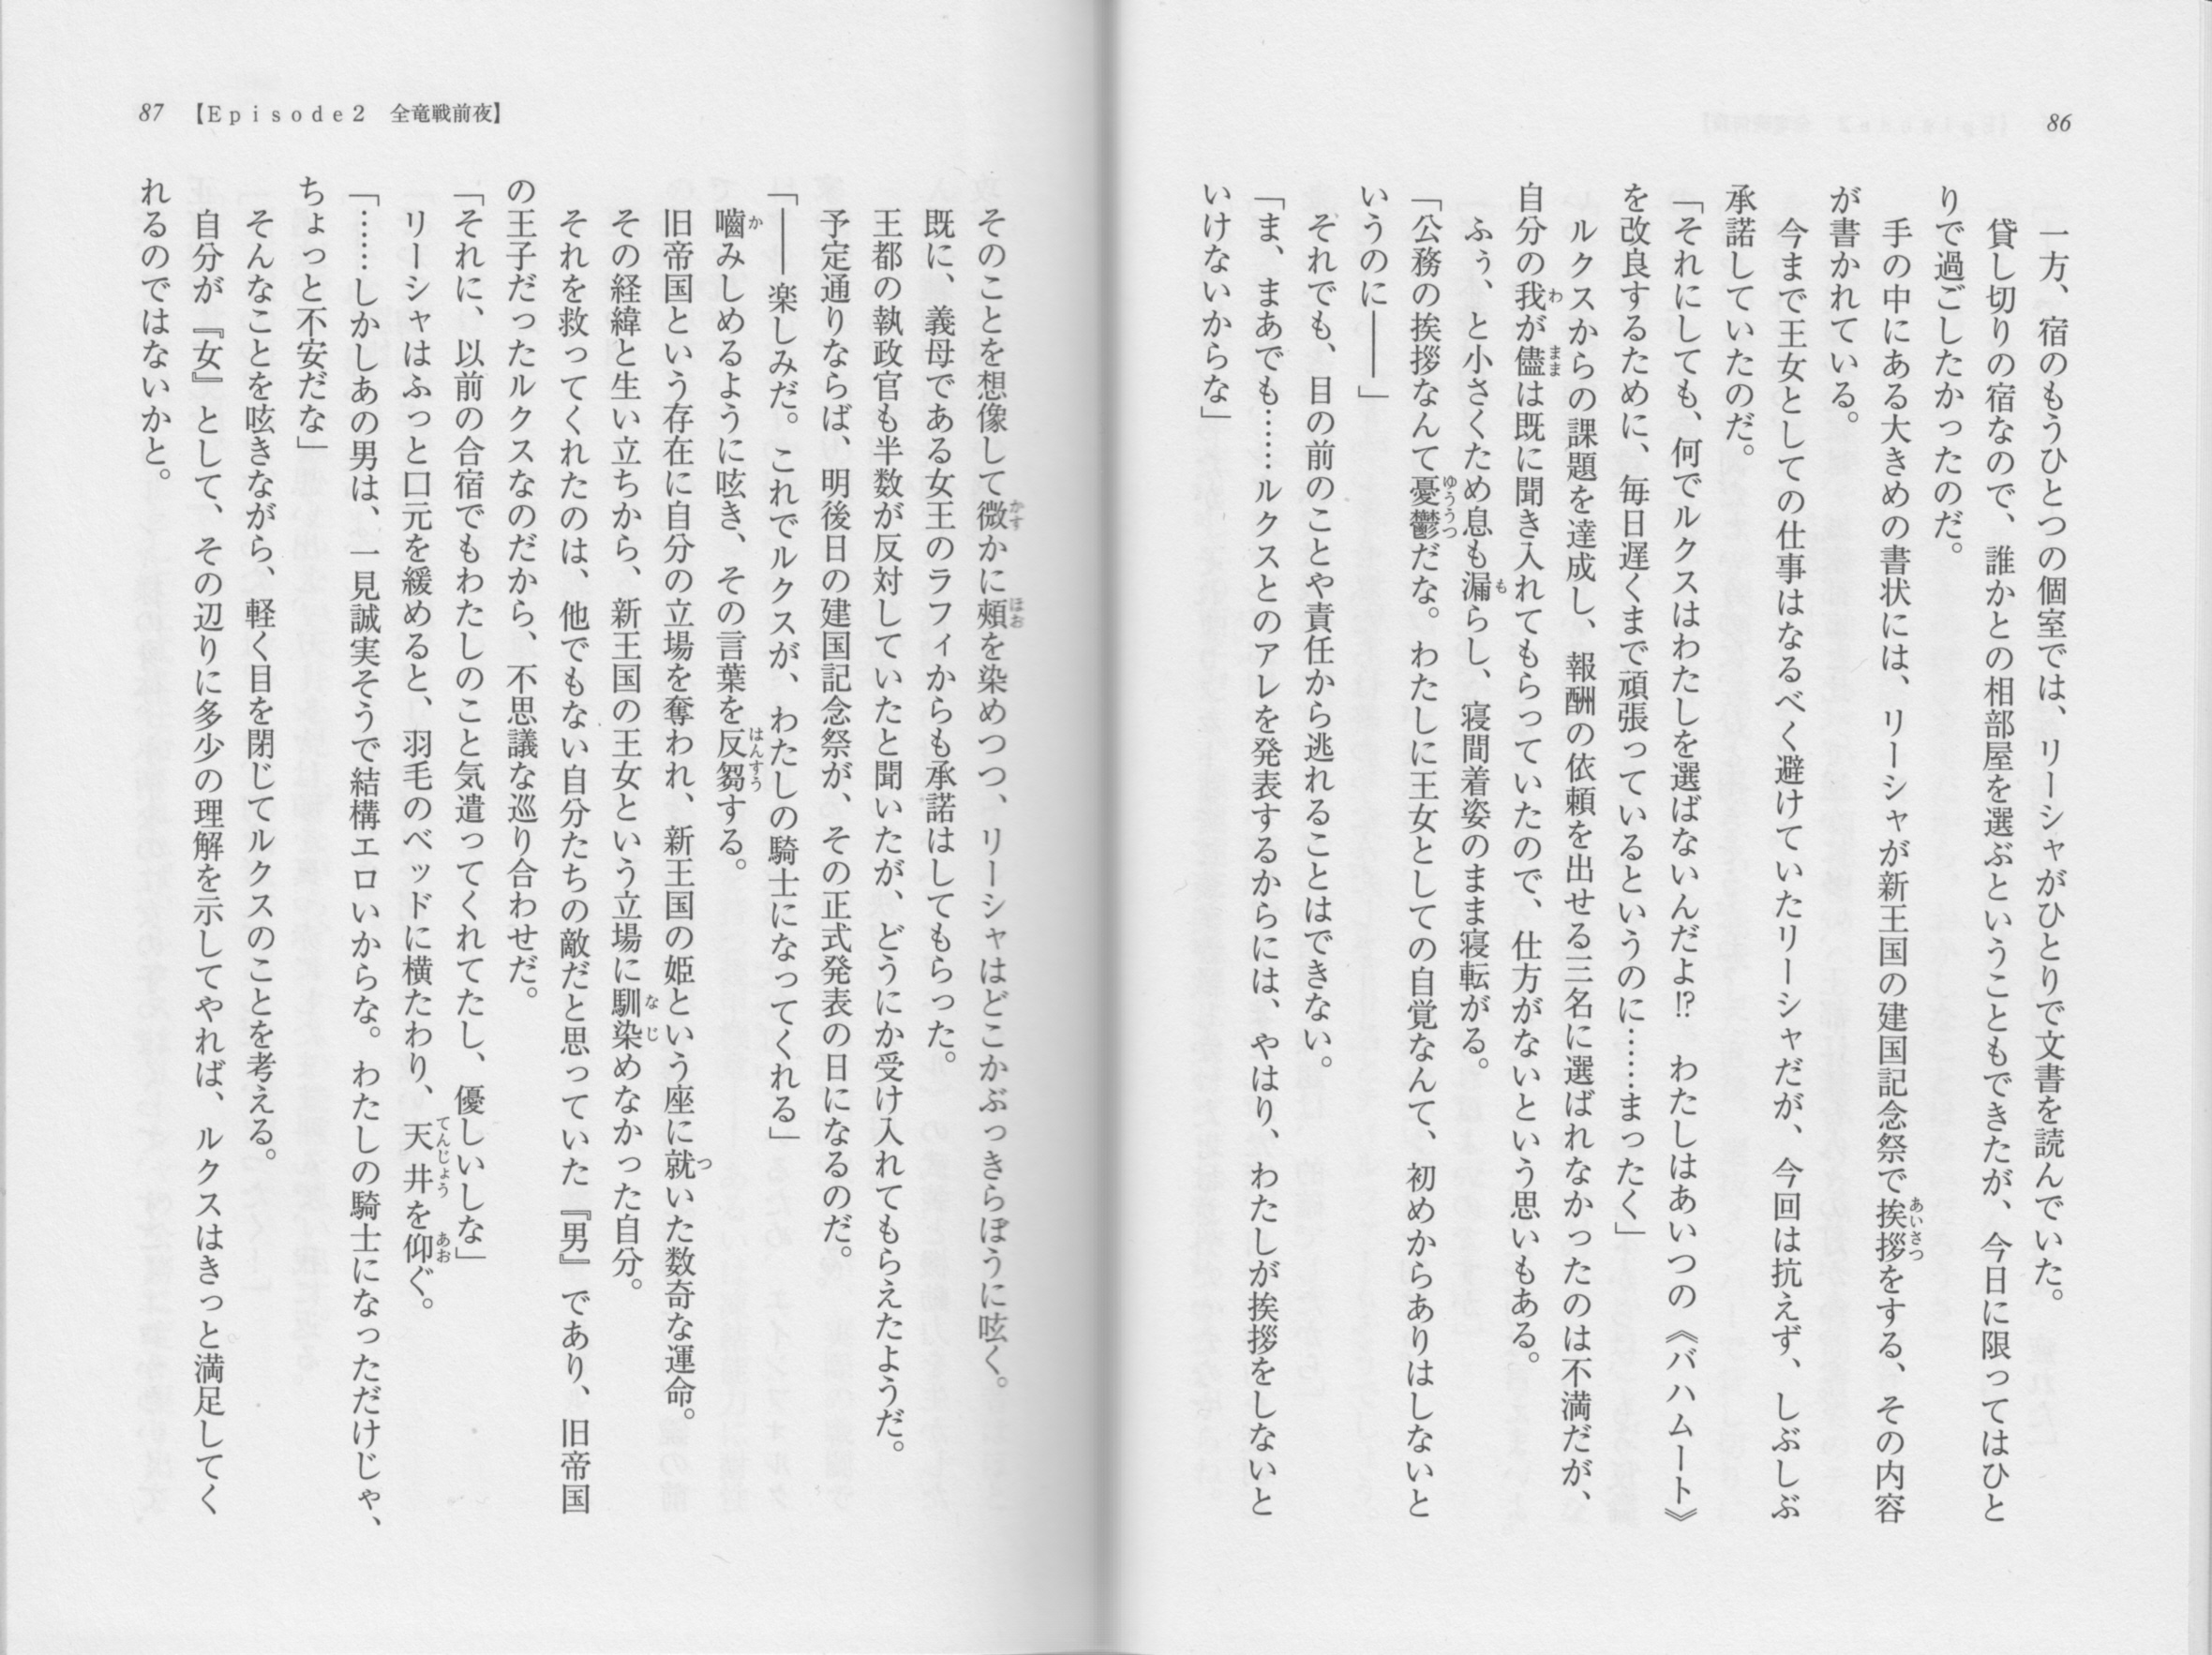 86
一方、宿のもうひとつの個室では、リーシャがひとりで文書を読んでいた。
貸し切りの宿なので、誰かとの相部屋を選ぶということもできたが、今日に限ってはひと
りで過ごしたかったのだ。
手の中にある大きめの書状には、リーシャが新王国の建国記念祭で挨拶をする、その内容
が書かれている。
今まで王女としての仕事はなるべく避けていたリーシャだが、今回は抗えず、しぶしぶ
承諾していたのだ。
「それにしても、何でルクスはわたしを選ばないんだよ!?　わたしはあいつの《バハムート》
を改良するために、毎日遅くまで頑張っているというのに……まったく」
ルクスからの課題を達成し、報酬の依頼を出せる三名に選ばれなかったのは不満だが、
自分の我が儘は既に聞き入れてもらっていたので、仕方がないという思いもある。
ふぅ、と小さくため息も漏らし、寝間着姿のまま寝転がる。
「公務の挨拶なんて憂鬱だな。わたしに王女としての自覚なんて、初めからありはしないと
いうのに――」
それでも、目の前のことや責任から逃れることはできない。
「ま、まあでも……ルクスとのアレを発表するからには、やはり、わたしが挨拶をしないと
いけないからな」
87 【Episode2　全竜戦前夜】
そのことを想像して微かに頰を染めつつ、リーシャはどこかぶっきらぼうに呟く。
既に、義母である女王のラフィからも承諾はしてもらった。
王都の執政官も半数が反対していたと聞いたが、どうにか受け入れてもらえたようだ。
予定通りならば、明後日の建国記念祭が、その正式発表の日になるのだ。
「――楽しみだ。これでルクスが、わたしの騎士になってくれる」
嚙みしめるように呟き、その言葉を反芻する。
旧帝国という存在に自分の立場を奪われ、新王国の姫という座に就いた数奇な運命。
その経緯と生い立ちから、新王国の王女という立場に馴染めなかった自分。
それを救ってくれたのは、他でもない自分たちの敵だと思っていた『男』であり、旧帝国
の王子だったルクスなのだから、不思議な巡り合わせだ。
「それに、以前の合宿でもわたしのこと気遣ってくれてたし、優しいしな」
リーシャはふっと口元を緩めると、羽毛のベッドに横たわり、天井を仰ぐ。
「……しかしあの男は、一見誠実そうで結構エロいからな。わたしの騎士になっただけじゃ、
ちょっと不安だな」
そんなことを呟きながら、軽く目を閉じてルクスのことを考える。
自分が『女』として、その辺りに多少の理解を示してやれば、ルクスはきっと満足してく
れるのではないかと。